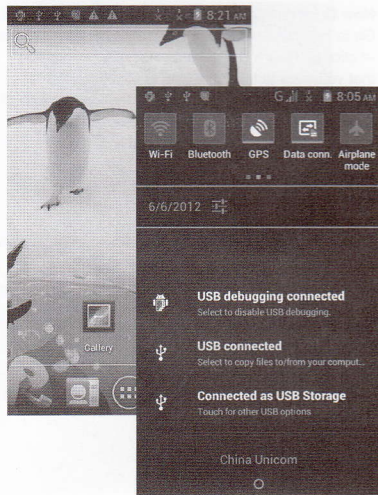 8:21 AM
Gallery
G 8:05 AM
Wi-Fi Bluetooth GPS Data conn. Airplane mode
6/6/2012
USB debugging connected
Select to disable USB debugging.
USB connected
Select to copy files to/from your comput...
Connected as USB Storage
Touch for other USB options
China Unicom